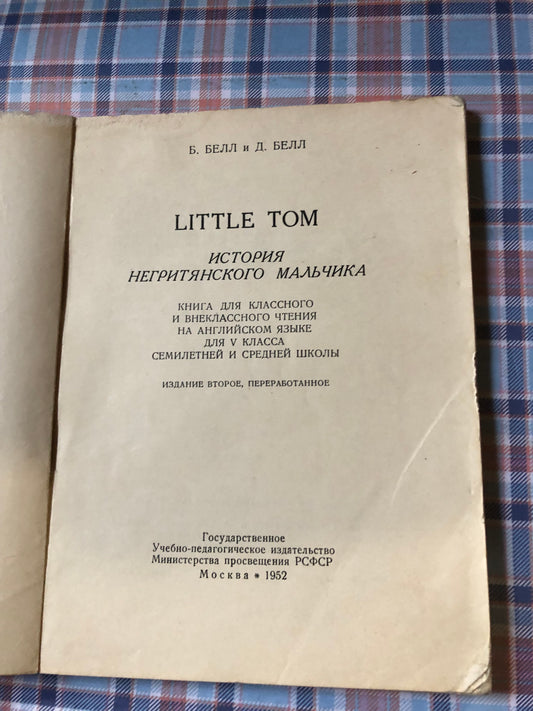 Б. БЕЛЛ и Д. БЕЛЛ
LITTLE TOM
ИСТОРИЯ
НЕГРИТЯНСКОГО МАЛЬЧИКА
КНИГА ДЛЯ КЛАССНОГО
И ВНЕКЛАССНОГО ЧТЕНИЯ
НА АНГЛИЙСКОМ ЯЗЫКЕ
ДЛЯ V КЛАССА
СЕМИЛЕТНЕЙ И СРЕДНЕЙ ШКОЛЫ
ИЗДАНИЕ ВТОРОЕ, ПЕРЕРАБОТАННОЕ
Государственное
Учебно-педагогическое издательство
Министерства просвещения РСФСР
Москва * 1952